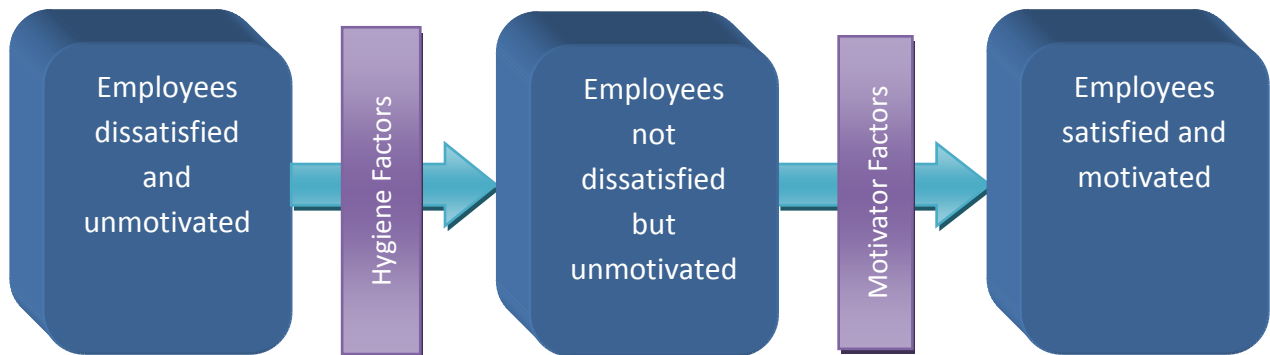 Employees
dissatisfied
and
unmotivated
Hygiene Factors
Employees
not
dissatisfied
but
unmotivated
Motivator Factors
Employees
satisfied and
motivated